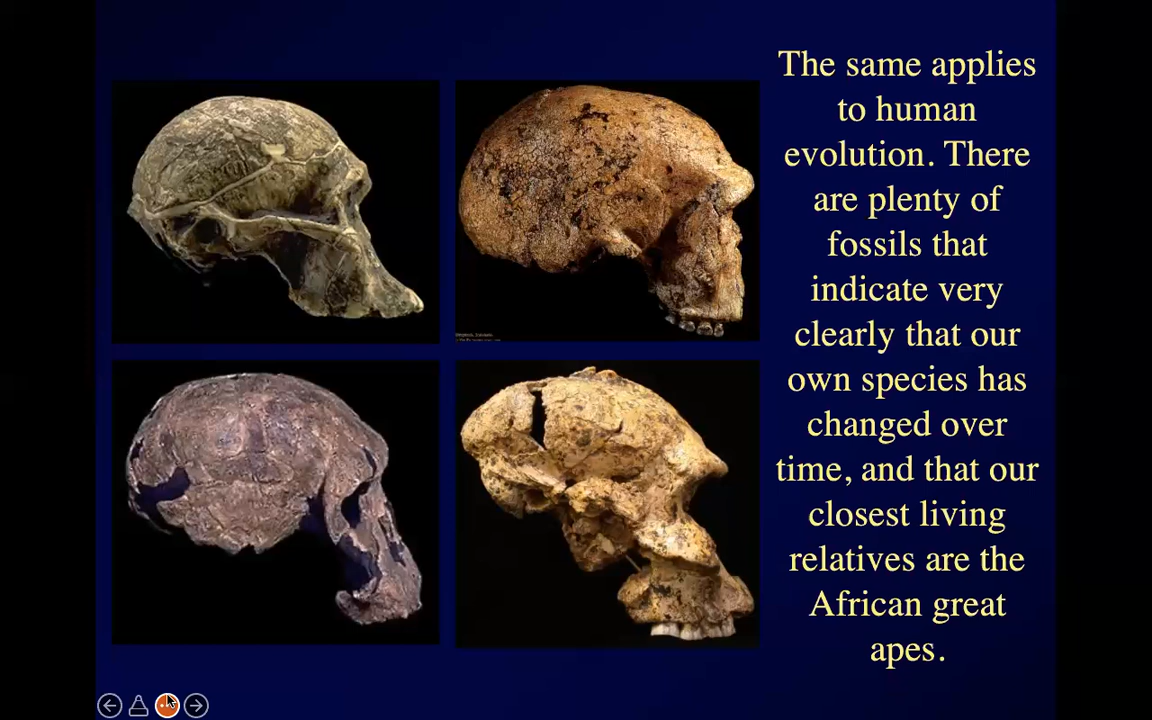 The same applies
to human
evolution. There
are plenty of
fossils that
indicate very
clearly that our
own species has
changed over
time, and that our
closest living
relatives are the
African great
apes.